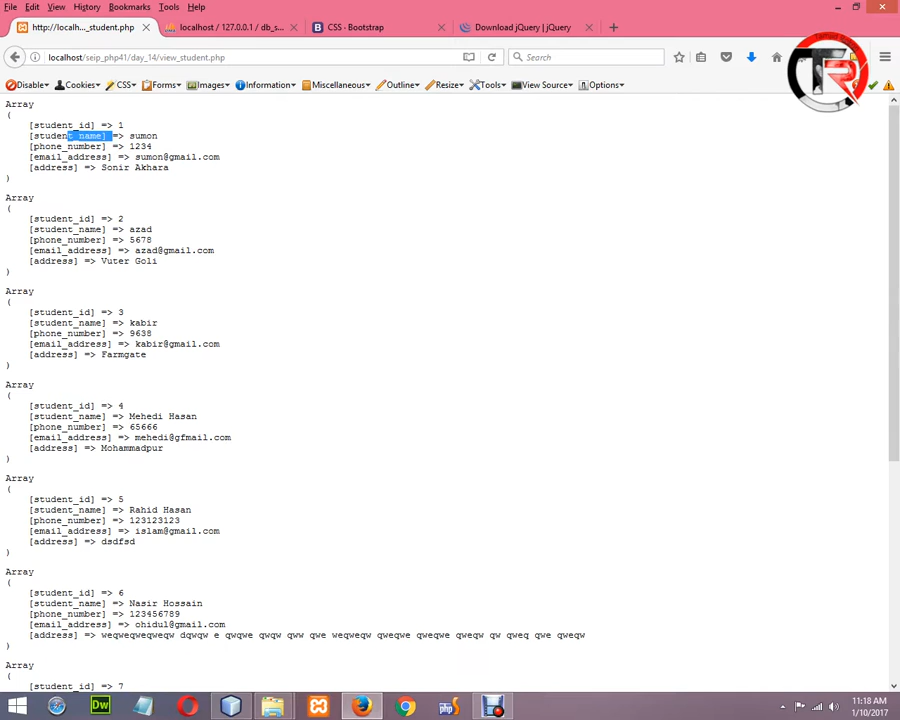 File Edit View History Bookmarks Tools Help
http://localh..._student.php
localhost / 127.0.0.1 / db_s...
CSS - Bootstrap
Download jQuery | jQuery
localhost/seip_php41/day_14/view_student.php
Search
Disable Cookies CSS Forms Images Information Miscellaneous Outline Resize Tools View Source Options
TR
Array
(
[student_id] => 1
[student_name] => sumon
[phone_number] => 1234
[email_address] => sumon@gmail.com
[address] => Sonir Akhara
)
Array
(
[student_id] => 2
[student_name] => azad
[phone_number] => 5678
[email_address] => azad@gmail.com
[address] => Vuter Goli
)
Array
(
[student_id] => 3
[student_name] => kabir
[phone_number] => 9638
[email_address] => kabir@gmail.com
[address] => Farmgate
)
Array
(
[student_id] => 4
[student_name] => Mehedi Hasan
[phone_number] => 65666
[email_address] => mehedi@gfmail.com
[address] => Mohammadpur
)
Array
(
[student_id] => 5
[student_name] => Rahid Hasan
[phone_number] => 123123123
[email_address] => islam@gmail.com
[address] => dsdfsd
)
Array
(
[student_id] => 6
[student_name] => Nasir Hossain
[phone_number] => 123456789
[email_address] => ohidul@gmail.com
[address] => weqweqweqweqw dqwqw e qwqwe qwqw qww qwe weqweqw qweqwe qweqwe qweqw qw qweq qwe qweqw
)
Array
(
[student_id] => 7
Dw
php
11:18 AM
1/10/2017